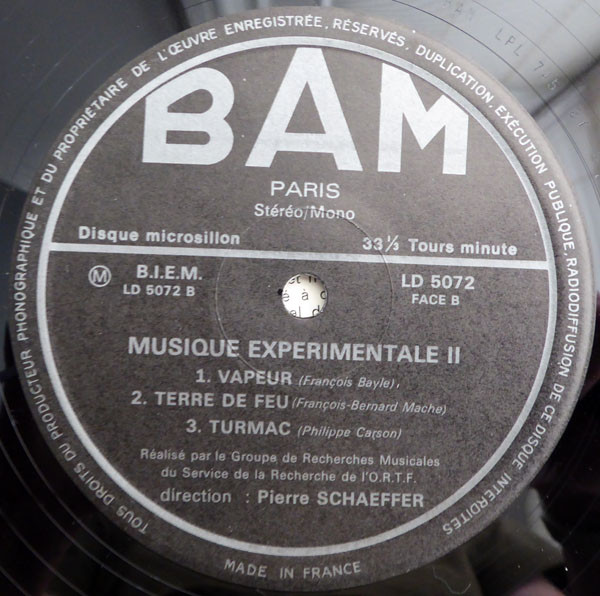 TOUS DROITS DU PRODUCTEUR PHONOGRAPHIQUE ET DU PROPRIÉTAIRE DE L'ŒUVRE ENREGISTRÉE, RÉSERVÉS, DUPLICATION, EXÉCUTION PUBLIQUE, RADIODIFFUSION DE CE DISQUE INTERDITES
BAM
PARIS
Stéréo/Mono
Disque microsillon 33 1/3 Tours minute
Ⓜ B.I.E.M. LD 5072
LD 5072 B FACE B
MUSIQUE EXPERIMENTALE II
1. VAPEUR (François Bayle).
2. TERRE DE FEU (François-Bernard Mache)
3. TURMAC (Philippe Carson)
Réalisé par le Groupe de Recherches Musicales
du Service de la Recherche de l'O.R.T.F.
direction : Pierre SCHAEFFER
MADE IN FRANCE